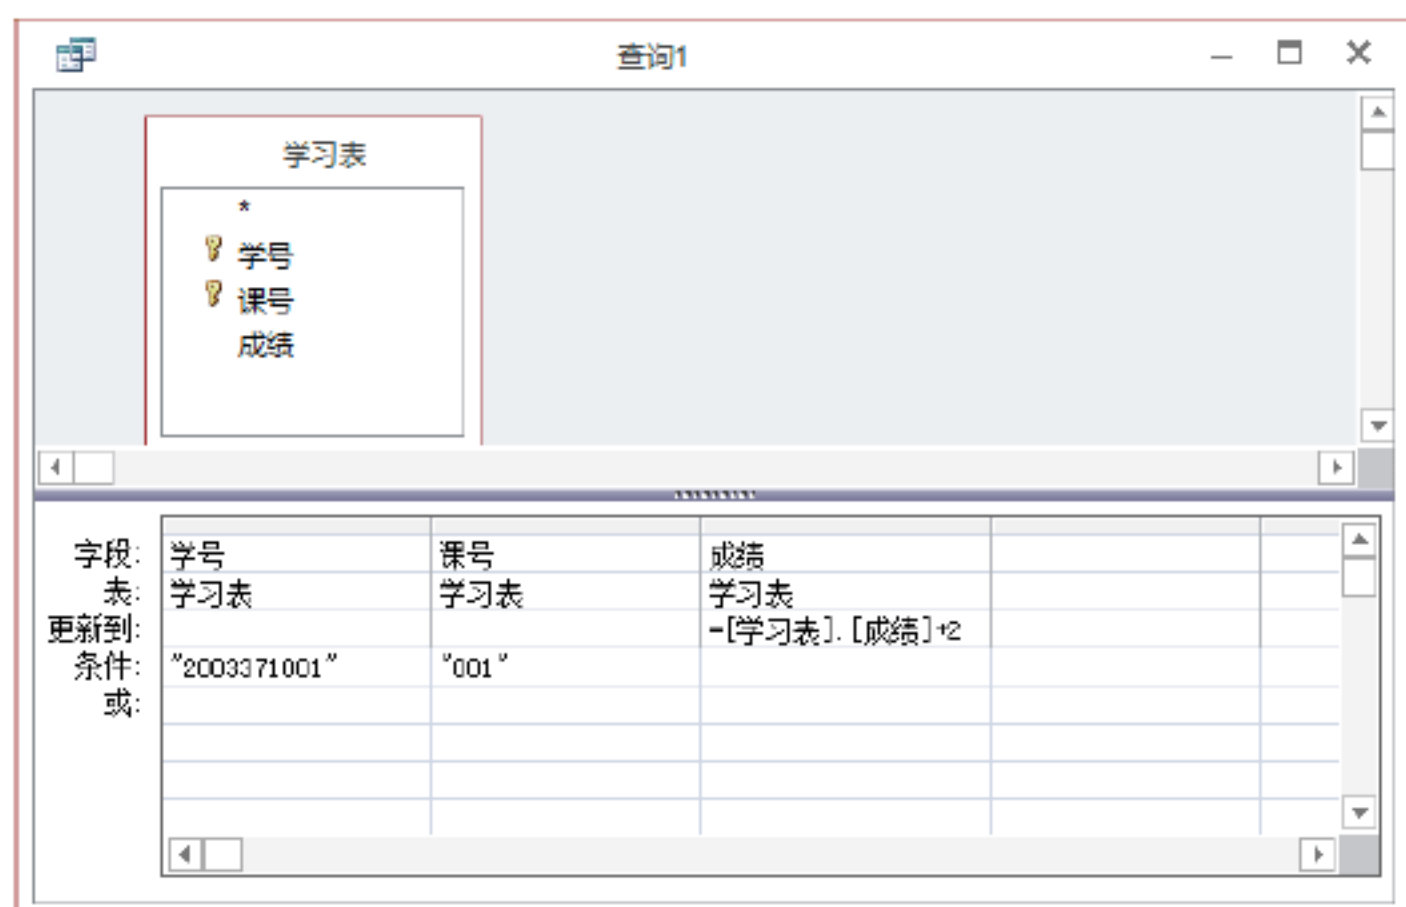 查询1
学习表
*
学号
课号
成绩
字段: 学号 课号 成绩
表: 学习表 学习表 学习表
更新到: =[学习表].[成绩]+2
条件: "2003371001" "001"
或: